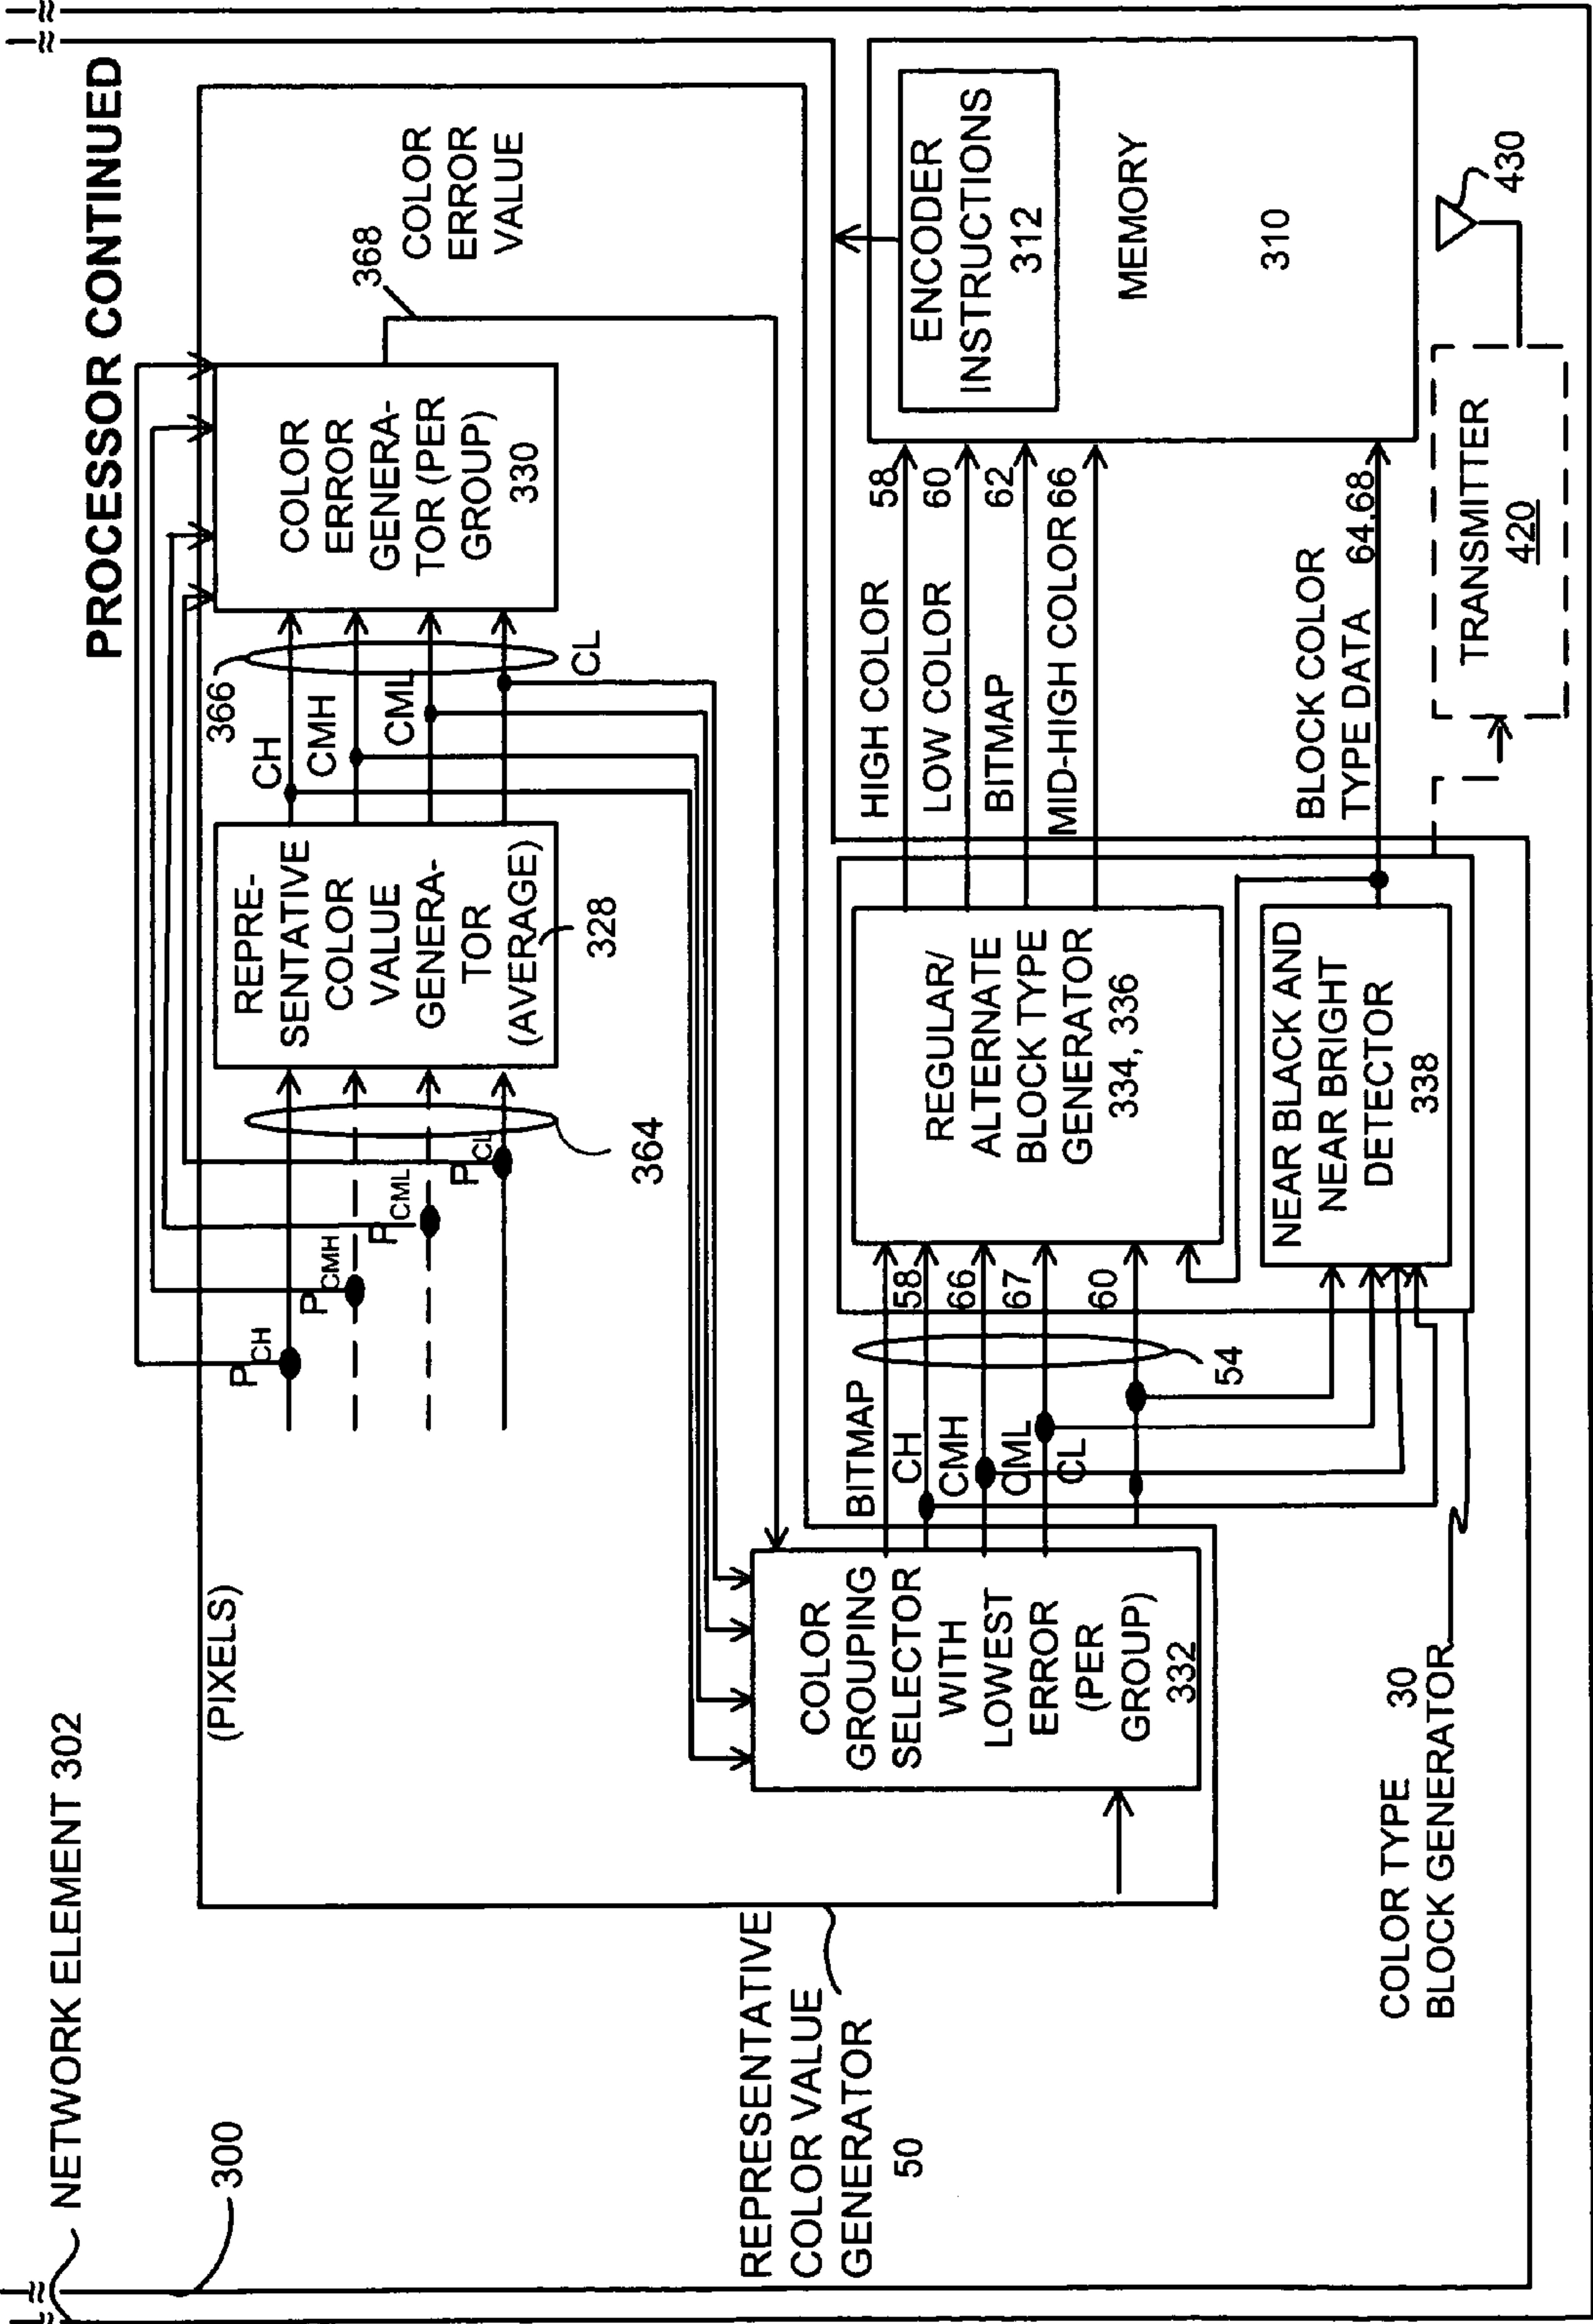 PROCESSOR CONTINUED
NETWORK ELEMENT 302
300
(PIXELS)
PCH
PCMH
PCML
PCL
364
REPRE-
SENTATIVE
COLOR
VALUE
GENERA-
TOR
(AVERAGE)
328
CH
CMH
CML
CL
366
COLOR
ERROR
GENERA-
TOR (PER
GROUP)
330
368
COLOR
ERROR
VALUE
REPRESENTATIVE
COLOR VALUE
GENERATOR
50
COLOR
GROUPING
SELECTOR
WITH
LOWEST
ERROR
(PER
GROUP)
332
BITMAP
CH
CMH
CML
CL
54
58
66
67
60
REGULAR/
ALTERNATE
BLOCK TYPE
GENERATOR
334, 336
NEAR BLACK AND
NEAR BRIGHT
DETECTOR
338
COLOR TYPE 30
BLOCK GENERATOR
HIGH COLOR 58
LOW COLOR 60
BITMAP 62
MID-HIGH COLOR 66
BLOCK COLOR
TYPE DATA 64,68
ENCODER
INSTRUCTIONS
312
MEMORY
310
TRANSMITTER
420
430